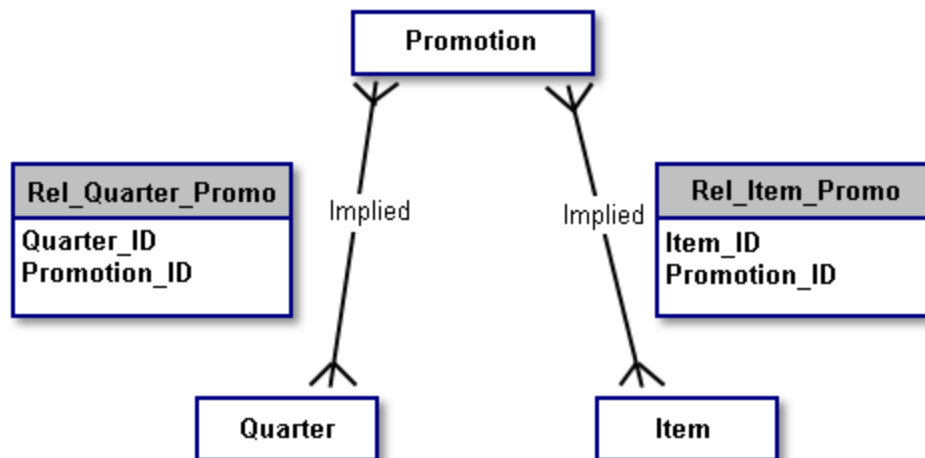 Promotion
Rel_Quarter_Promo
Quarter_ID
Promotion_ID
Implied
Implied
Rel_Item_Promo
Item_ID
Promotion_ID
Quarter
Item